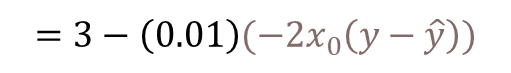 = 3 − (0.01)(−2x₀(y − ŷ))